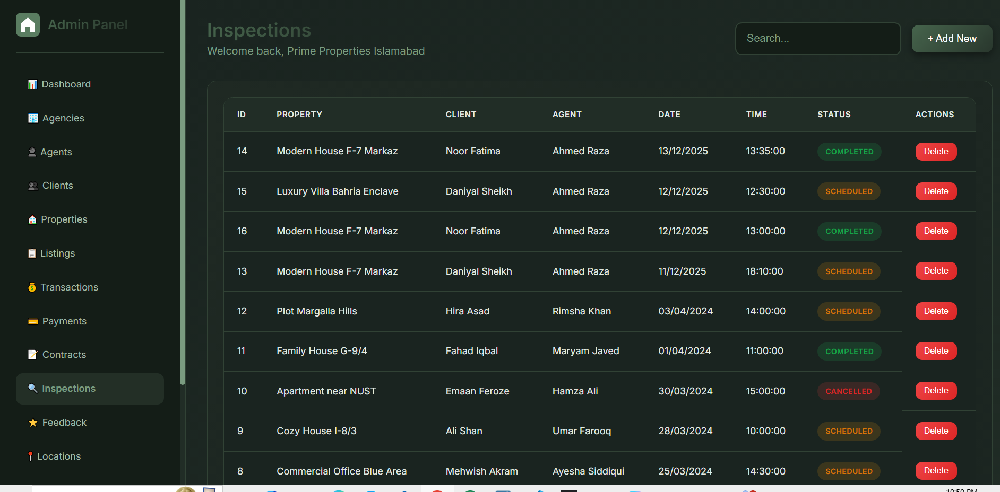 Admin Panel
Dashboard
Agencies
Agents
Clients
Properties
Listings
Transactions
Payments
Contracts
Inspections
Feedback
Locations
Inspections
Welcome back, Prime Properties Islamabad
Search...
+ Add New
ID PROPERTY CLIENT AGENT DATE TIME STATUS ACTIONS
14 Modern House F-7 Markaz Noor Fatima Ahmed Raza 13/12/2025 13:35:00 COMPLETED Delete
15 Luxury Villa Bahria Enclave Daniyal Sheikh Ahmed Raza 12/12/2025 12:30:00 SCHEDULED Delete
16 Modern House F-7 Markaz Noor Fatima Ahmed Raza 12/12/2025 13:00:00 COMPLETED Delete
13 Modern House F-7 Markaz Daniyal Sheikh Ahmed Raza 11/12/2025 18:10:00 SCHEDULED Delete
12 Plot Margalla Hills Hira Asad Rimsha Khan 03/04/2024 14:00:00 SCHEDULED Delete
11 Family House G-9/4 Fahad Iqbal Maryam Javed 01/04/2024 11:00:00 COMPLETED Delete
10 Apartment near NUST Emaan Feroze Hamza Ali 30/03/2024 15:00:00 CANCELLED Delete
9 Cozy House I-8/3 Ali Shan Umar Farooq 28/03/2024 10:00:00 SCHEDULED Delete
8 Commercial Office Blue Area Mehwish Akram Ayesha Siddiqui 25/03/2024 14:30:00 SCHEDULED Delete
10:50 PM